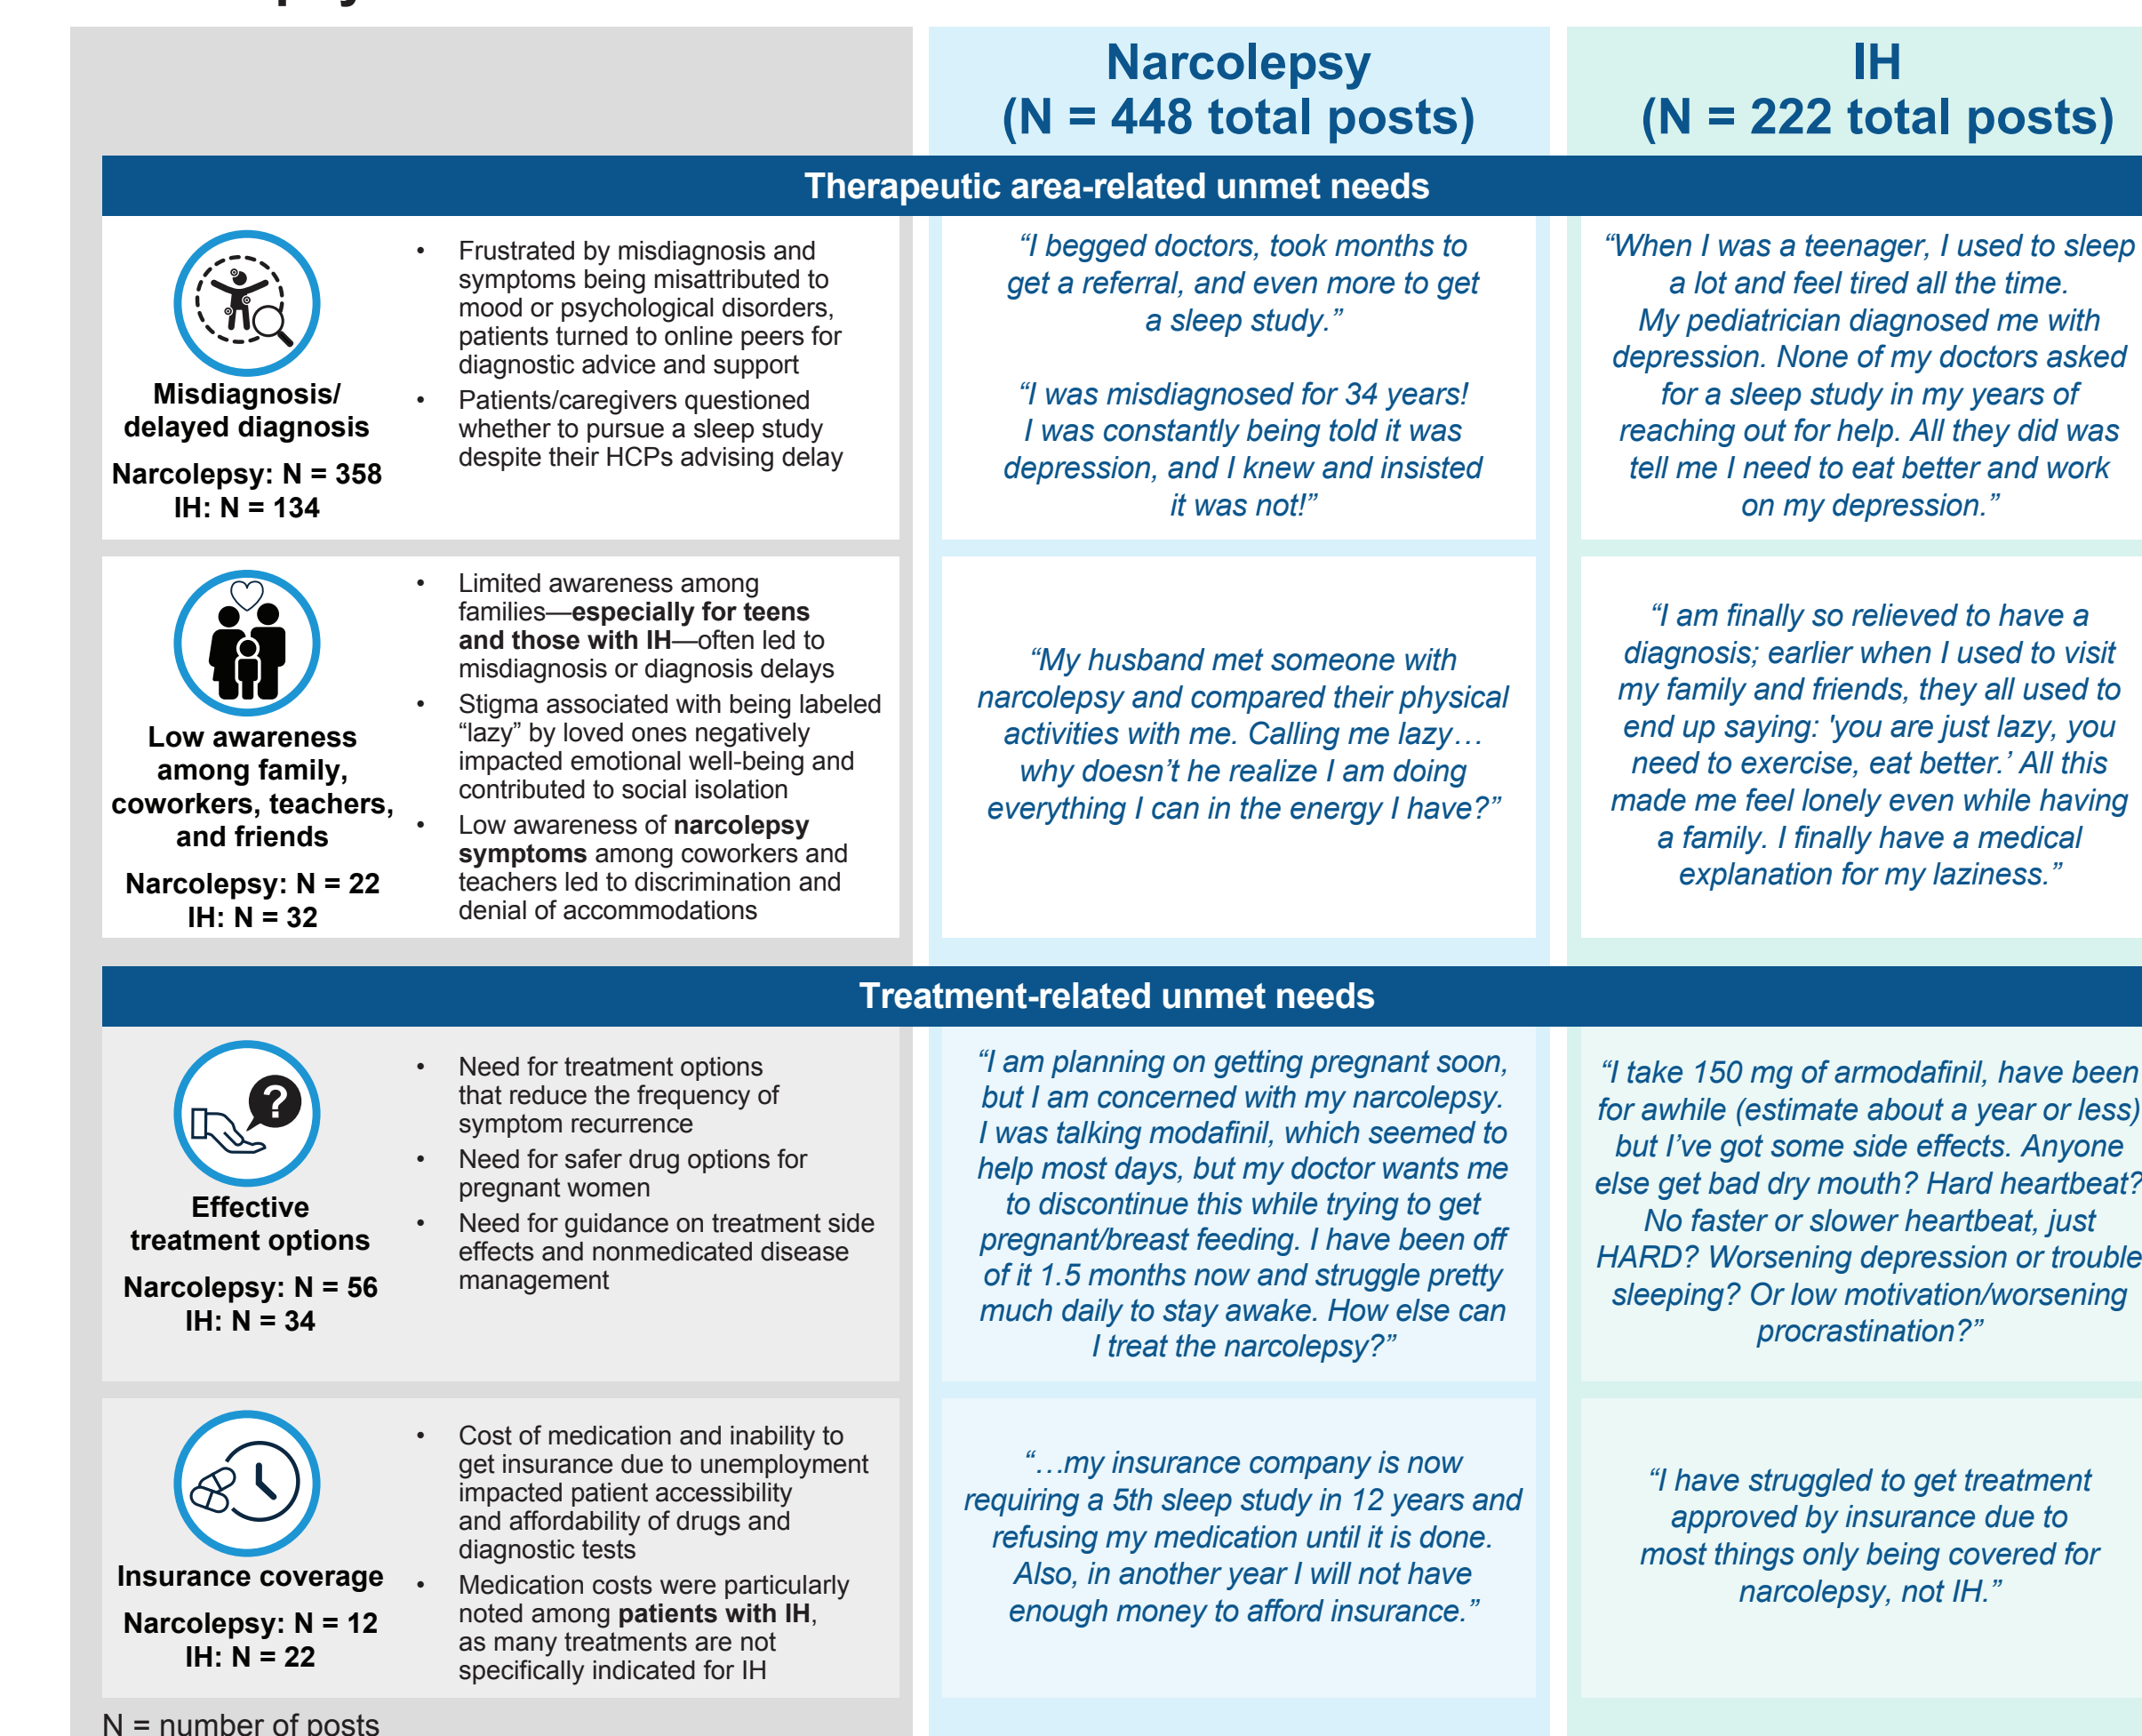 Narcolepsy
(N = 448 total posts)
IH
(N = 222 total posts)
Therapeutic area-related unmet needs
Misdiagnosis/
delayed diagnosis
Narcolepsy: N = 358
IH: N = 134
• Frustrated by misdiagnosis and
symptoms being misattributed to
mood or psychological disorders,
patients turned to online peers for
diagnostic advice and support
• Patients/caregivers questioned
whether to pursue a sleep study
despite their HCPs advising delay
“I begged doctors, took months to
get a referral, and even more to get
a sleep study.”
“I was misdiagnosed for 34 years!
I was constantly being told it was
depression, and I knew and insisted
it was not!”
“When I was a teenager, I used to sleep
a lot and feel tired all the time.
My pediatrician diagnosed me with
depression. None of my doctors asked
for a sleep study in my years of
reaching out for help. All they did was
tell me I need to eat better and work
on my depression.”
Low awareness
among family,
coworkers, teachers,
and friends
Narcolepsy: N = 22
IH: N = 32
• Limited awareness among
families—especially for teens
and those with IH—often led to
misdiagnosis or diagnosis delays
• Stigma associated with being labeled
“lazy” by loved ones negatively
impacted emotional well-being and
contributed to social isolation
• Low awareness of narcolepsy
symptoms among coworkers and
teachers led to discrimination and
denial of accommodations
“My husband met someone with
narcolepsy and compared their physical
activities with me. Calling me lazy…
why doesn’t he realize I am doing
everything I can in the energy I have?”
“I am finally so relieved to have a
diagnosis; earlier when I used to visit
my family and friends, they all used to
end up saying: 'you are just lazy, you
need to exercise, eat better.’ All this
made me feel lonely even while having
a family. I finally have a medical
explanation for my laziness.”
Treatment-related unmet needs
?
Effective
treatment options
Narcolepsy: N = 56
IH: N = 34
• Need for treatment options
that reduce the frequency of
symptom recurrence
• Need for safer drug options for
pregnant women
• Need for guidance on treatment side
effects and nonmedicated disease
management
“I am planning on getting pregnant soon,
but I am concerned with my narcolepsy.
I was talking modafinil, which seemed to
help most days, but my doctor wants me
to discontinue this while trying to get
pregnant/breast feeding. I have been off
of it 1.5 months now and struggle pretty
much daily to stay awake. How else can
I treat the narcolepsy?”
“I take 150 mg of armodafinil, have been
for awhile (estimate about a year or less)
but I’ve got some side effects. Anyone
else get bad dry mouth? Hard heartbeat?
No faster or slower heartbeat, just
HARD? Worsening depression or trouble
sleeping? Or low motivation/worsening
procrastination?”
Insurance coverage
Narcolepsy: N = 12
IH: N = 22
• Cost of medication and inability to
get insurance due to unemployment
impacted patient accessibility
and affordability of drugs and
diagnostic tests
• Medication costs were particularly
noted among patients with IH,
as many treatments are not
specifically indicated for IH
“…my insurance company is now
requiring a 5th sleep study in 12 years and
refusing my medication until it is done.
Also, in another year I will not have
enough money to afford insurance.”
“I have struggled to get treatment
approved by insurance due to
most things only being covered for
narcolepsy, not IH.”
N = number of posts